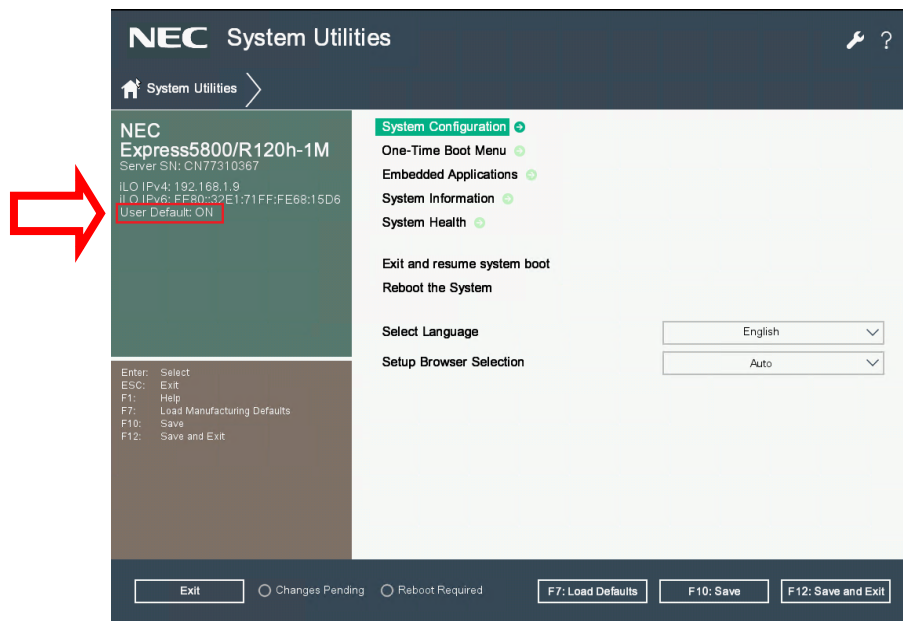 NEC System Utilities
?
System Utilities
NEC
Express5800/R120h-1M
Server SN: CN77310367
iLO IPv4: 192.168.1.9
iLO IPv6: FE80::32E1:71FF:FE68:15D6
User Default: ON
System Configuration
One-Time Boot Menu
Embedded Applications
System Information
System Health
Exit and resume system boot
Reboot the System
Select Language English
Setup Browser Selection Auto
Enter: Select
ESC: Exit
F1: Help
F7: Load Manufacturing Defaults
F10: Save
F12: Save and Exit
Exit Changes Pending Reboot Required F7: Load Defaults F10: Save F12: Save and Exit